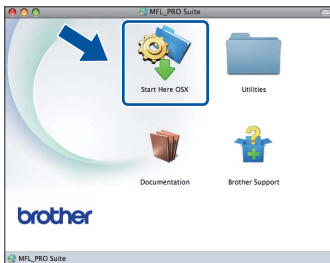 MFL_PRO Suite
Start Here OSX
Utilities
Documentation
Brother Support
brother
MFL_PRO Suite